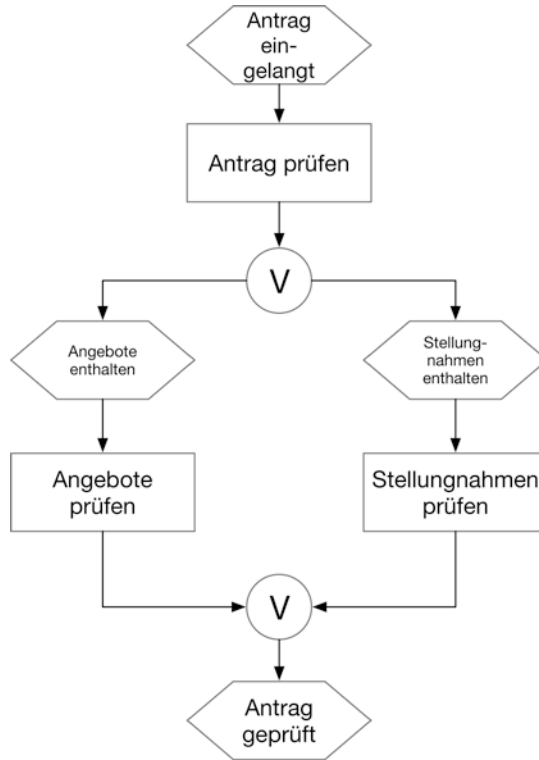 Antrag
ein-
gelangt
Antrag prüfen
V
Angebote
enthalten
Stellung-
nahmen
enthalten
Angebote
prüfen
Stellungnahmen
prüfen
V
Antrag
geprüft